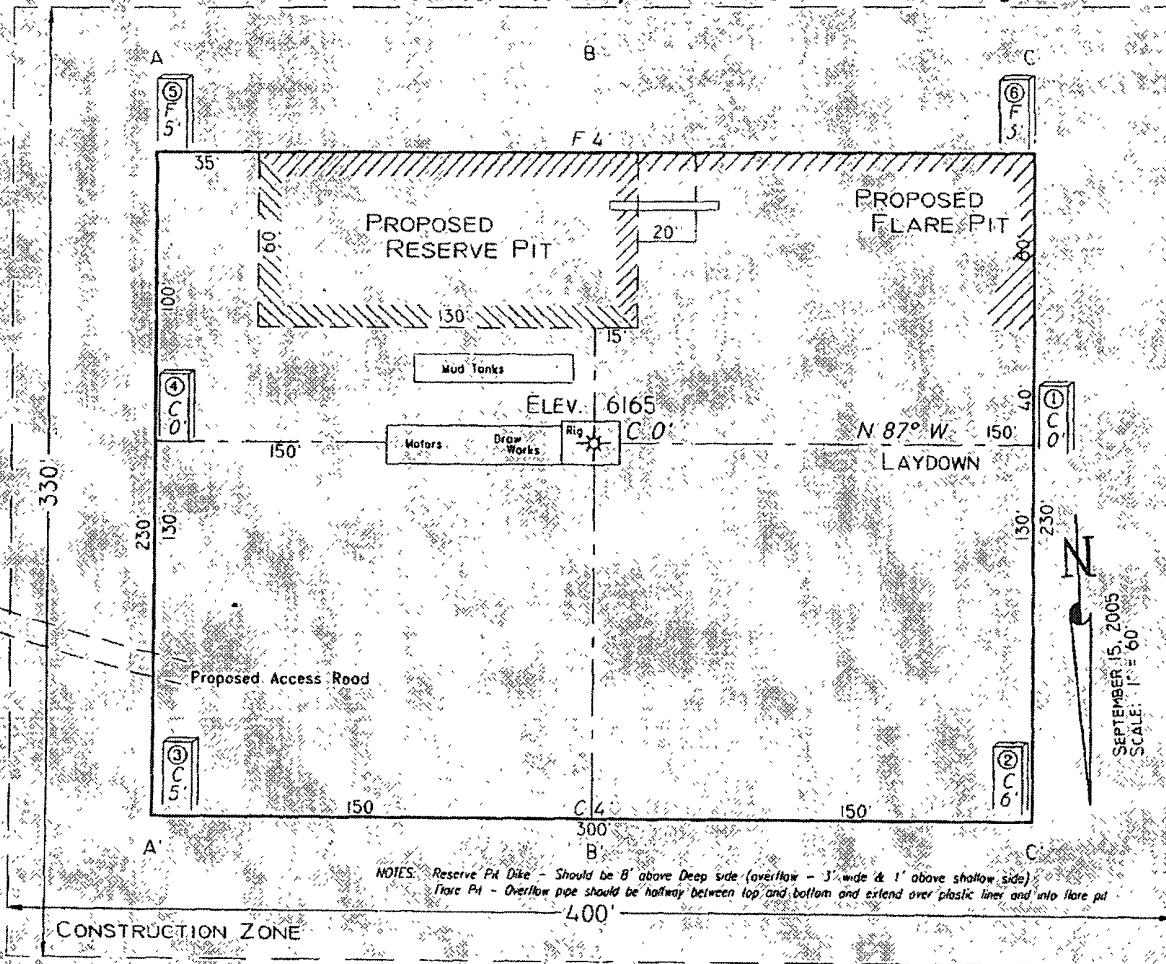 A B C
⑤ F 5'
⑥ F 5'
F 4'
35'
PROPOSED
RESERVE PIT
PROPOSED
FLARE PIT
60'
20'
80'
100'
130'
15'
Mud Tanks
④ C 0'
① C 0'
ELEV. 6165
C 0'
40'
Motors
Draw
Works
Rig
150'
N 87° W
150'
LAYDOWN
330'
230'
130'
130'
230'
N
SEPTEMBER 15, 2005
SCALE: 1" = 60'
Proposed Access Road
③ C 5'
② C 6'
150
C 4'
150'
300'
A' B' C'
NOTES: Reserve Pit Dike - Should be 8' above Deep side (overflow - 3' wide & 1' above shallow side)
Flare Pit - Overflow pipe should be halfway between top and bottom and extend over plastic liner and into flare pit
400'
CONSTRUCTION ZONE